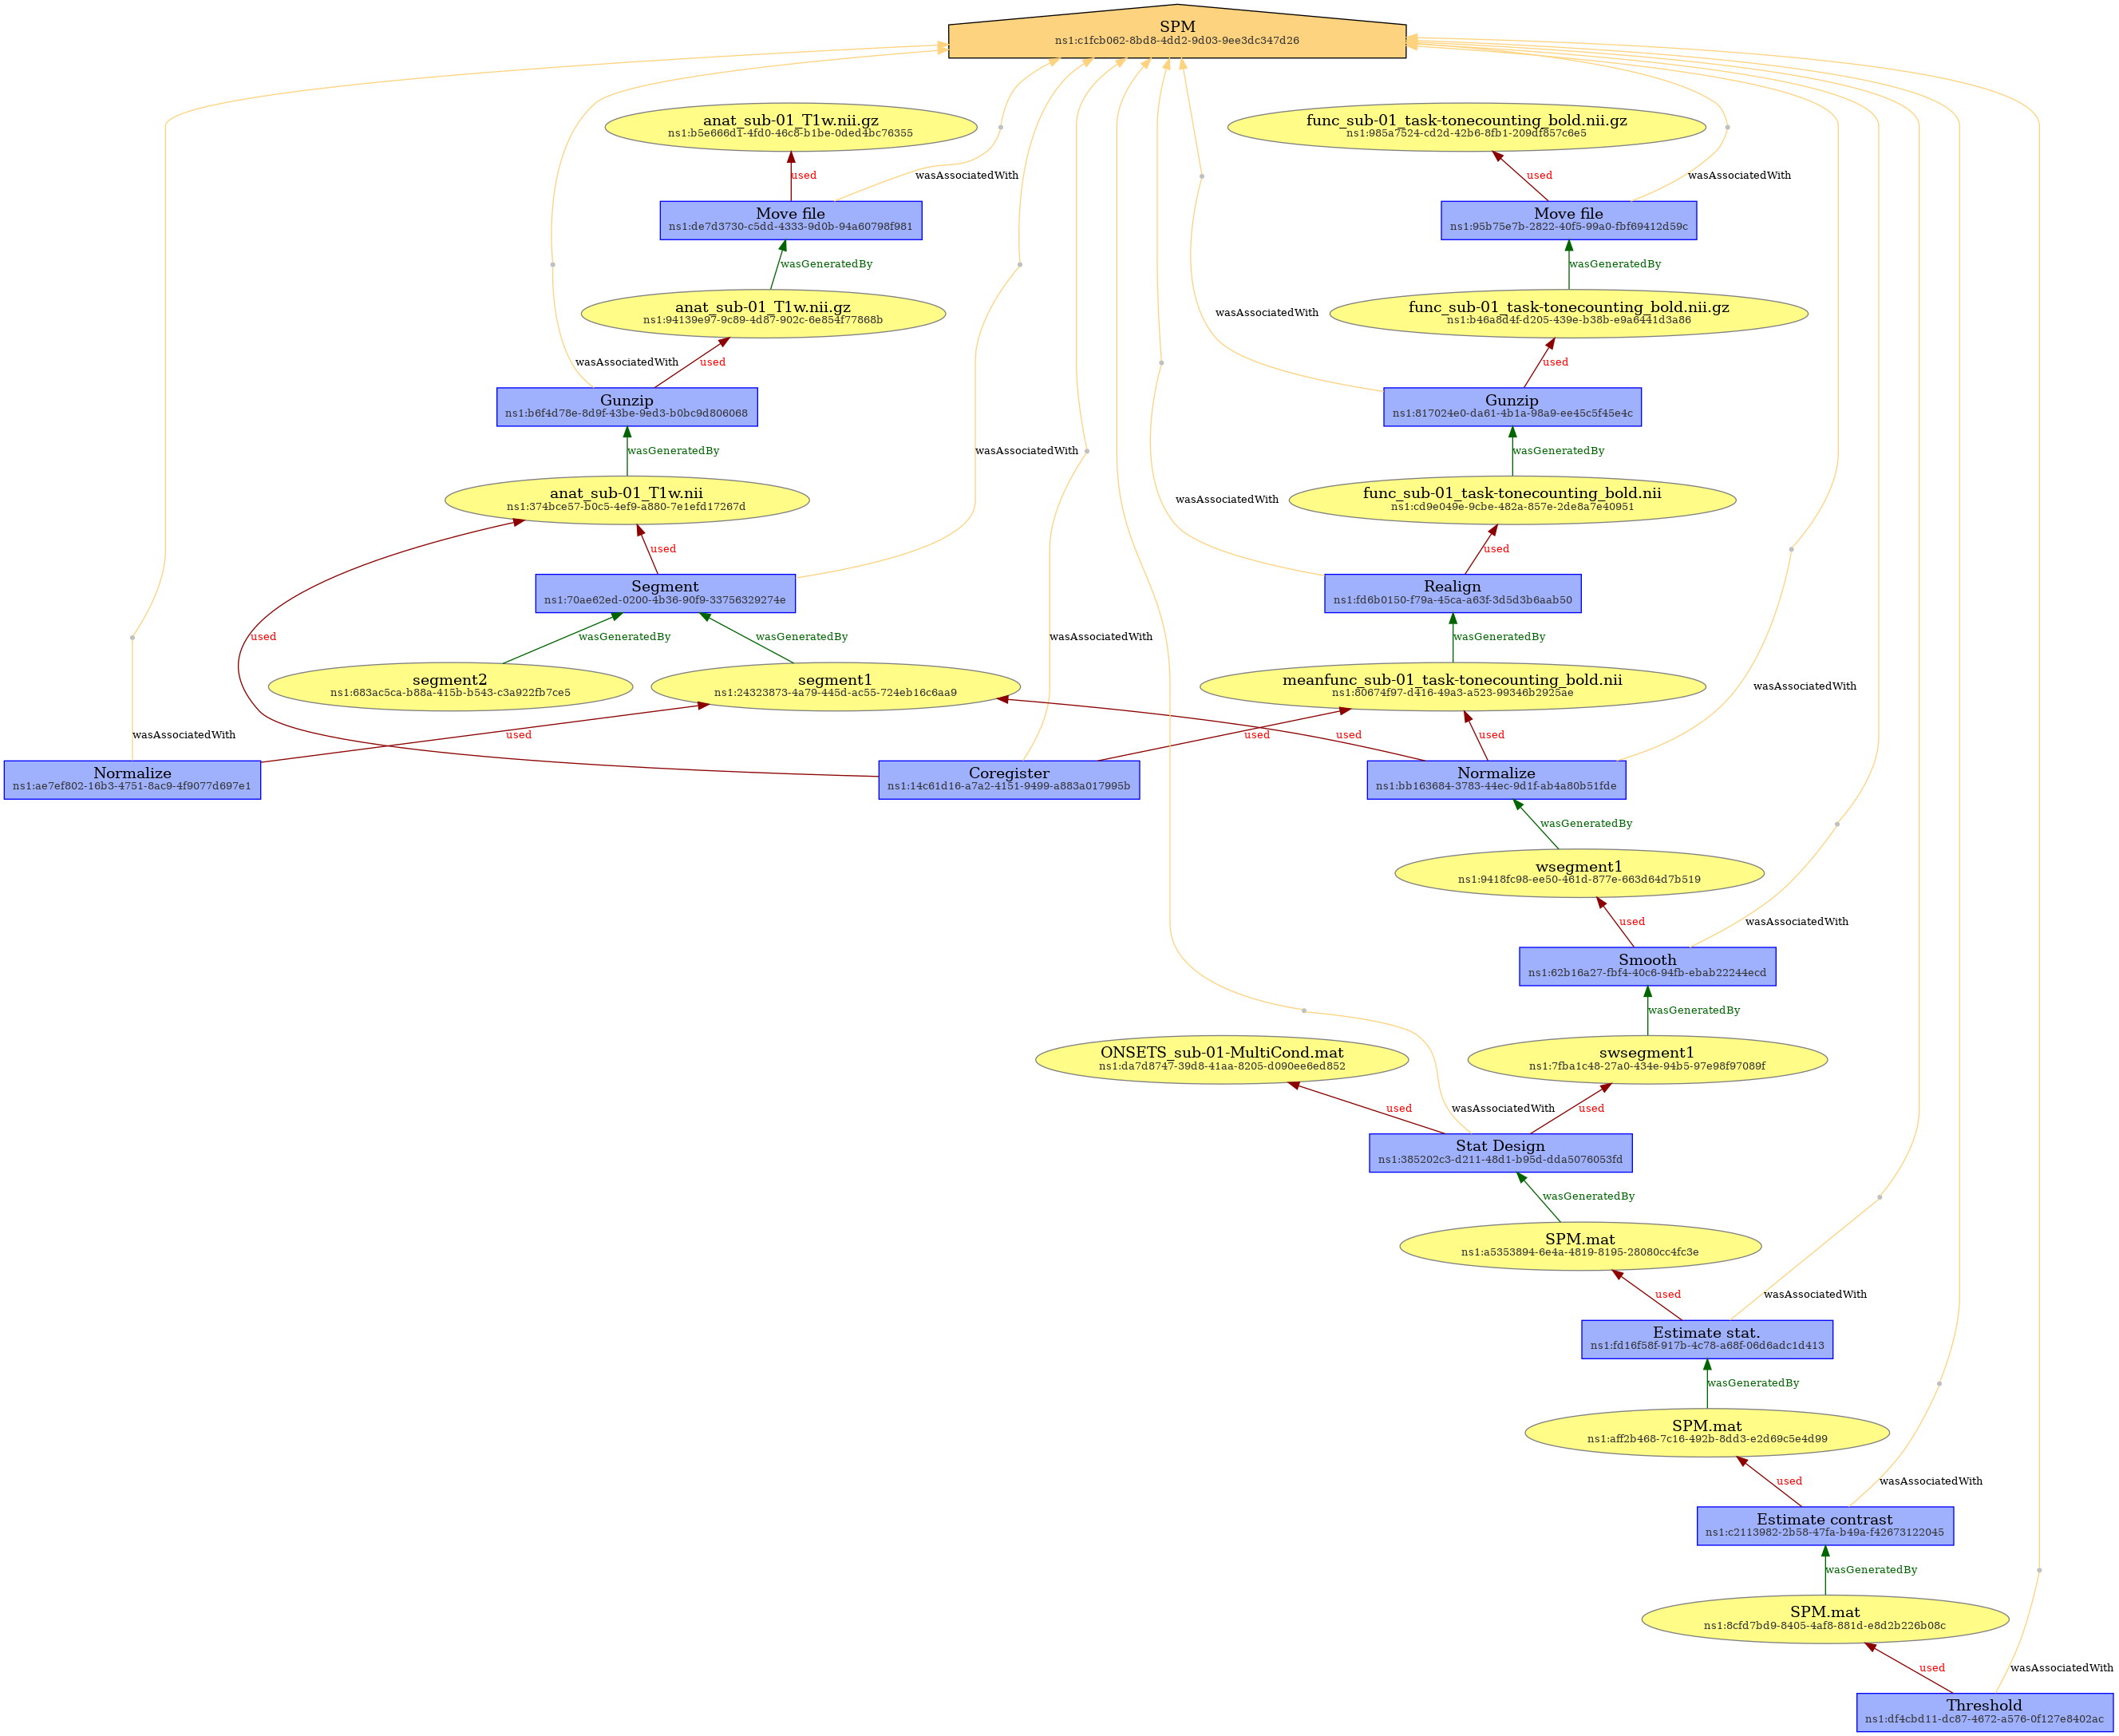 SPM
ns1:c1fcb062-8bd8-4dd2-9d03-9ee3dc347d26
anat_sub-01_T1w.nii.gz
ns1:b5e666d1-4fd0-46c8-b1be-0ded4bc76355
func_sub-01_task-tonecounting_bold.nii.gz
ns1:985a7524-cd2d-42b6-8fb1-209df857c6e5
used
wasAssociatedWith
used
wasAssociatedWith
Move file
ns1:de7d3730-c5dd-4333-9d0b-94a60798f981
Move file
ns1:95b75e7b-2822-40f5-99a0-fbf69412d59c
wasGeneratedBy
wasGeneratedBy
anat_sub-01_T1w.nii.gz
ns1:94139e97-9c89-4d87-902c-6e854f77868b
wasAssociatedWith
func_sub-01_task-tonecounting_bold.nii.gz
ns1:b46a8d4f-d205-439e-b38b-e9a6441d3a86
wasAssociatedWith
used
used
Gunzip
ns1:b6f4d78e-8d9f-43be-9ed3-b0bc9d806068
Gunzip
ns1:817024e0-da61-4b1a-98a9-ee45c5f45e4c
wasGeneratedBy
wasAssociatedWith
wasGeneratedBy
anat_sub-01_T1w.nii
ns1:374bce57-b0c5-4ef9-a880-7e1efd17267d
wasAssociatedWith
func_sub-01_task-tonecounting_bold.nii
ns1:cd9e049e-9cbe-482a-857e-2de8a7e40951
used
used
Segment
ns1:70ae62ed-0200-4b36-90f9-33756329274e
Realign
ns1:fd6b0150-f79a-45ca-a63f-3d5d3b6aab50
used
wasGeneratedBy
wasGeneratedBy
wasAssociatedWith
wasGeneratedBy
segment2
ns1:683ac5ca-b88a-415b-b543-c3a922fb7ce5
segment1
ns1:24323873-4a79-445d-ac55-724eb16c6aa9
meanfunc_sub-01_task-tonecounting_bold.nii
ns1:80674f97-d416-49a3-a523-99346b2925ae
wasAssociatedWith
wasAssociatedWith
used
used
used
used
Normalize
ns1:ae7ef802-16b3-4751-8ac9-4f9077d697e1
Coregister
ns1:14c61d16-a7a2-4151-9499-a883a017995b
Normalize
ns1:bb163684-3783-44ec-9d1f-ab4a80b51fde
wasGeneratedBy
wsegment1
ns1:9418fc98-ee50-461d-877e-663d64d7b519
used
wasAssociatedWith
Smooth
ns1:62b16a27-fbf4-40c6-94fb-ebab22244ecd
wasGeneratedBy
ONSETS_sub-01-MultiCond.mat
ns1:da7d8747-39d8-41aa-8205-d090ee6ed852
swsegment1
ns1:7fba1c48-27a0-434e-94b5-97e98f97089f
used
wasAssociatedWith
used
Stat Design
ns1:385202c3-d211-48d1-b95d-dda5076053fd
wasGeneratedBy
SPM.mat
ns1:a5353894-6e4a-4819-8195-28080cc4fc3e
used
wasAssociatedWith
Estimate stat.
ns1:fd16f58f-917b-4c78-a68f-06d6adc1d413
wasGeneratedBy
SPM.mat
ns1:aff2b468-7c16-492b-8dd3-e2d69c5e4d99
used
wasAssociatedWith
Estimate contrast
ns1:c2113982-2b58-47fa-b49a-f42673122045
wasGeneratedBy
SPM.mat
ns1:8cfd7bd9-8405-4af8-881d-e8d2b226b08c
used
wasAssociatedWith
Threshold
ns1:df4cbd11-dc87-4672-a576-0f127e8402ac